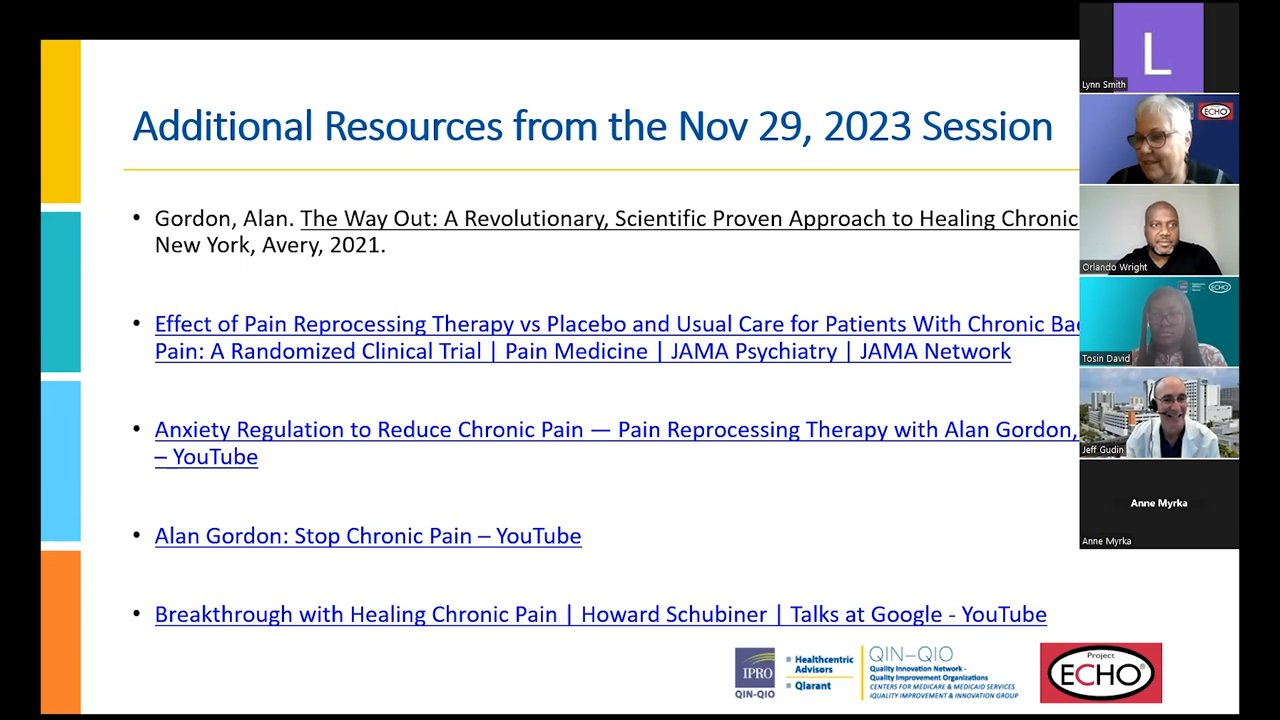 Additional Resources from the Nov 29, 2023 Session
• Gordon, Alan. The Way Out: A Revolutionary, Scientific Proven Approach to Healing Chronic
New York, Avery, 2021.
• Effect of Pain Reprocessing Therapy vs Placebo and Usual Care for Patients With Chronic Bac
Pain: A Randomized Clinical Trial | Pain Medicine | JAMA Psychiatry | JAMA Network
• Anxiety Regulation to Reduce Chronic Pain — Pain Reprocessing Therapy with Alan Gordon,
– YouTube
• Alan Gordon: Stop Chronic Pain – YouTube
• Breakthrough with Healing Chronic Pain | Howard Schubiner | Talks at Google - YouTube
IPRO
QIN-QIO
Healthcentric
Advisors
Qlarant
QIN–QIO
Quality Innovation Network -
Quality Improvement Organizations
CENTERS FOR MEDICARE & MEDICAID SERVICES
iQUALITY IMPROVEMENT & INNOVATION GROUP
Project
ECHO®
L
Lynn Smith
ECHO
Orlando Wright
ECHO
Tosin David
Jeff Gudin
Anne Myrka
Anne Myrka